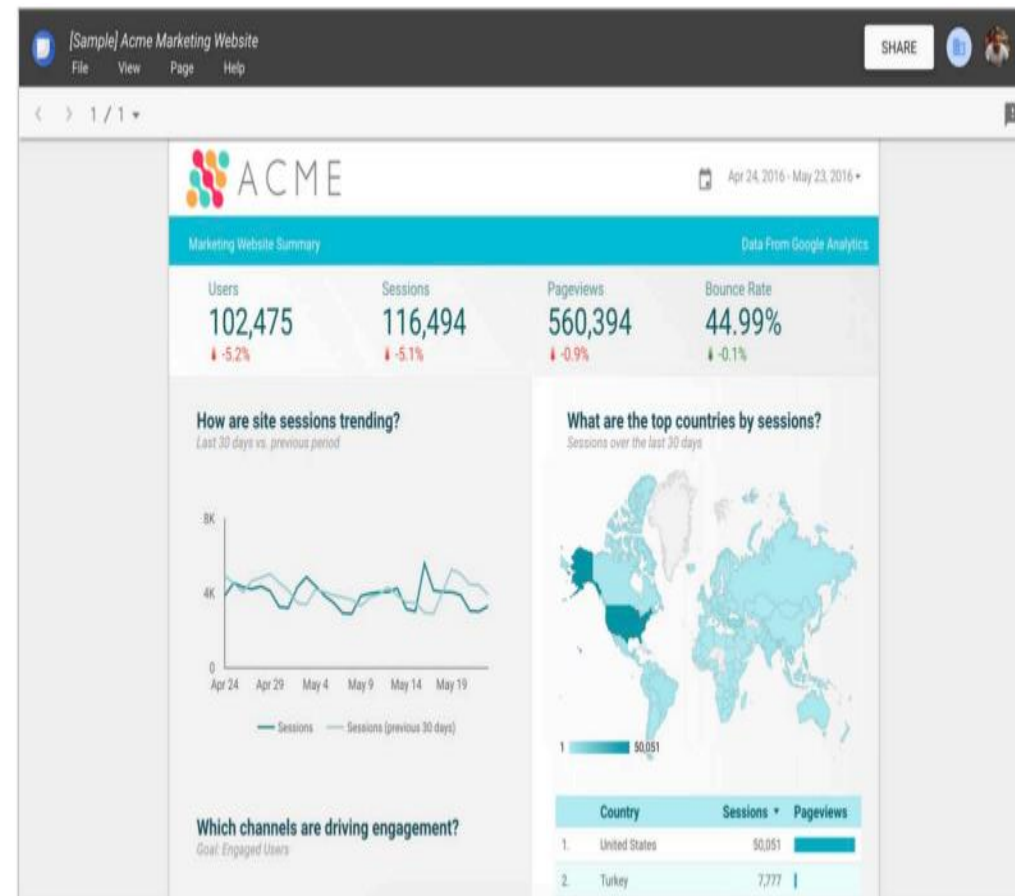 [Sample] Acme Marketing Website
File View Page Help
SHARE
1 / 1
ACME
Apr 24, 2016 - May 23, 2016
Marketing Website Summary
Data From Google Analytics
Users
102,475
-5.2%
Sessions
116,494
-5.1%
Pageviews
560,394
-0.9%
Bounce Rate
44.99%
-0.1%
How are site sessions trending?
Last 30 days vs. previous period
8K
4K
0
Apr 24 Apr 29 May 4 May 9 May 14 May 19
Sessions Sessions (previous 30 days)
Which channels are driving engagement?
Goal: Engaged Users
What are the top countries by sessions?
Sessions over the last 30 days
1 50,051
Country Sessions Pageviews
1. United States 50,051
2. Turkey 7,777